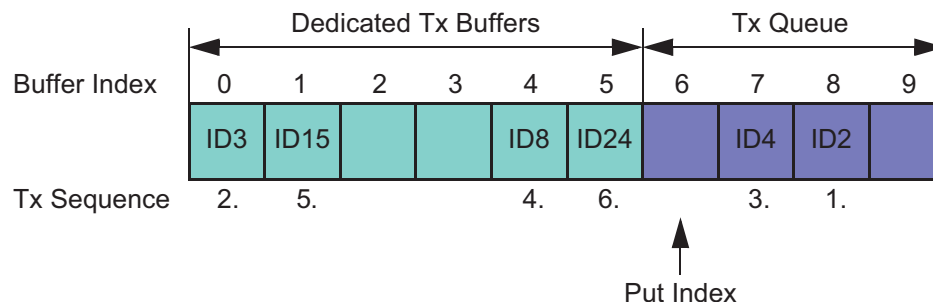 Dedicated Tx Buffers Tx Queue
Buffer Index 0 1 2 3 4 5 6 7 8 9
ID3 ID15 ID8 ID24 ID4 ID2
Tx Sequence 2. 5. 4. 6. 3. 1.
Put Index